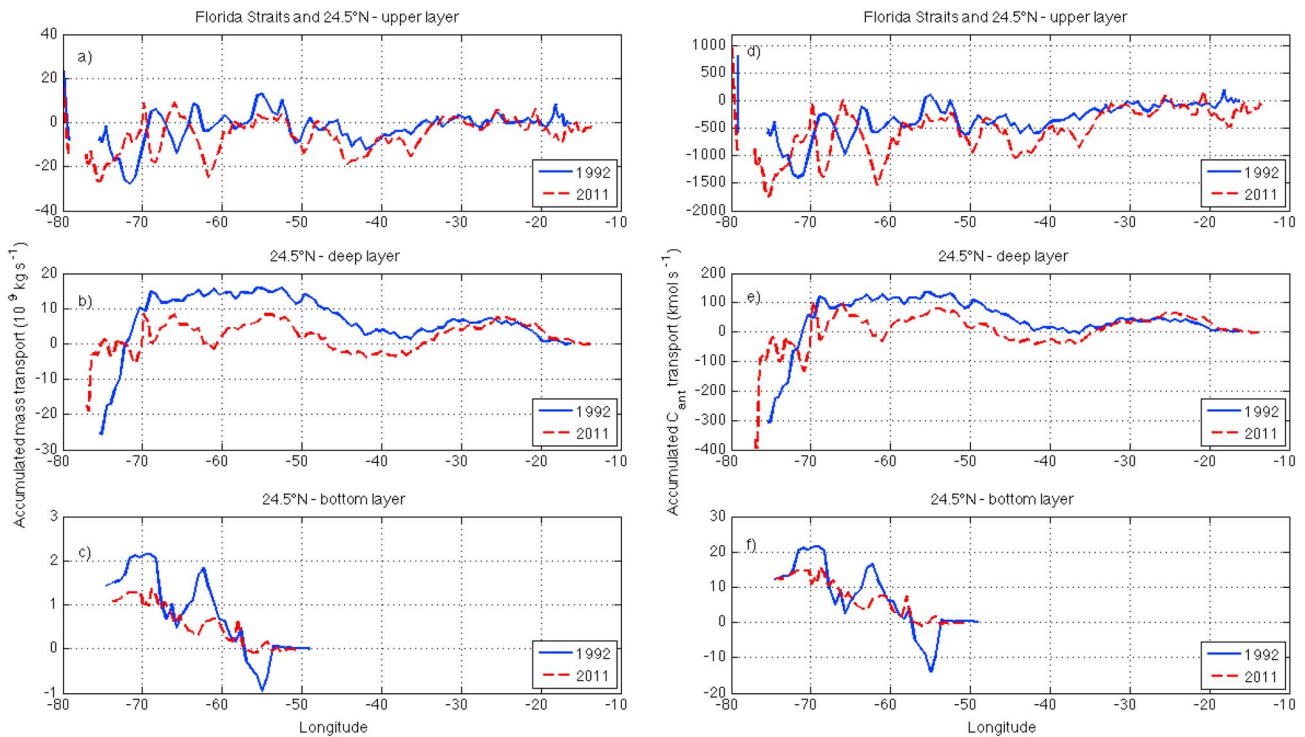 Florida Straits and 24.5°N - upper layer
a)
40
20
0
-20
-40
-80 -70 -60 -50 -40 -30 -20 -10
1992
2011
24.5°N - deep layer
b)
20
10
0
-10
-20
-30
-80 -70 -60 -50 -40 -30 -20 -10
1992
2011
Accumulated mass transport (10 9 kg s -1)
24.5°N - bottom layer
c)
3
2
1
0
-1
-80 -70 -60 -50 -40 -30 -20 -10
1992
2011
Longitude
Florida Straits and 24.5°N - upper layer
d)
1000
500
0
-500
-1000
-1500
-2000
-80 -70 -60 -50 -40 -30 -20 -10
1992
2011
24.5°N - deep layer
e)
200
100
0
-100
-200
-300
-400
-80 -70 -60 -50 -40 -30 -20 -10
1992
2011
Accumulated Cant transport (kmol s -1)
24.5°N - bottom layer
f)
30
20
10
0
-10
-20
-80 -70 -60 -50 -40 -30 -20 -10
1992
2011
Longitude